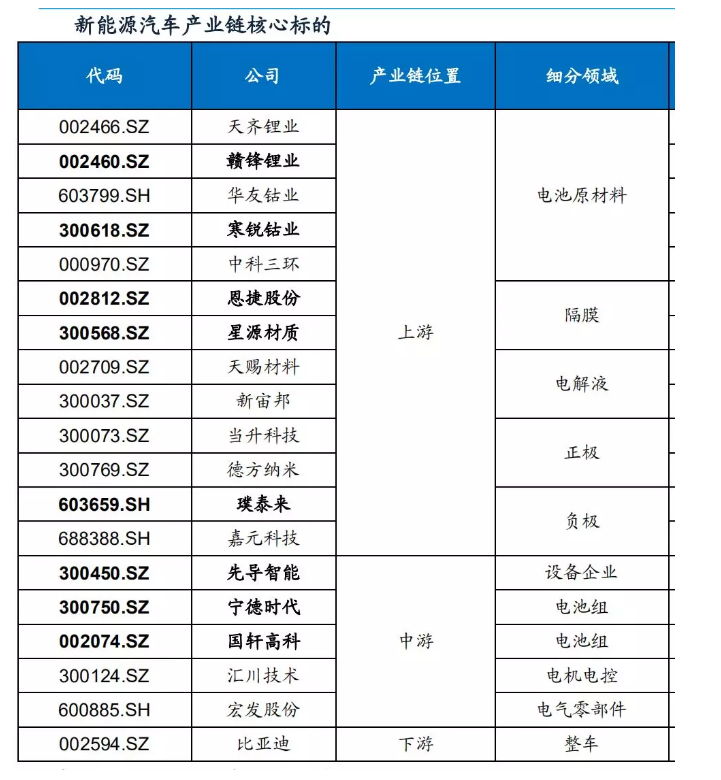 新能源汽车产业链核心标的
代码 公司 产业链位置 细分领域
002466.SZ 天齐锂业
002460.SZ 赣锋锂业
603799.SH 华友钴业 电池原材料
300618.SZ 寒锐钴业
000970.SZ 中科三环
002812.SZ 恩捷股份 隔膜
300568.SZ 星源材质 上游
002709.SZ 天赐材料 电解液
300037.SZ 新宙邦
300073.SZ 当升科技 正极
300769.SZ 德方纳米
603659.SH 璞泰来 负极
688388.SH 嘉元科技
300450.SZ 先导智能 设备企业
300750.SZ 宁德时代 电池组
002074.SZ 国轩高科 中游 电池组
300124.SZ 汇川技术 电机电控
600885.SH 宏发股份 电气零部件
002594.SZ 比亚迪 下游 整车